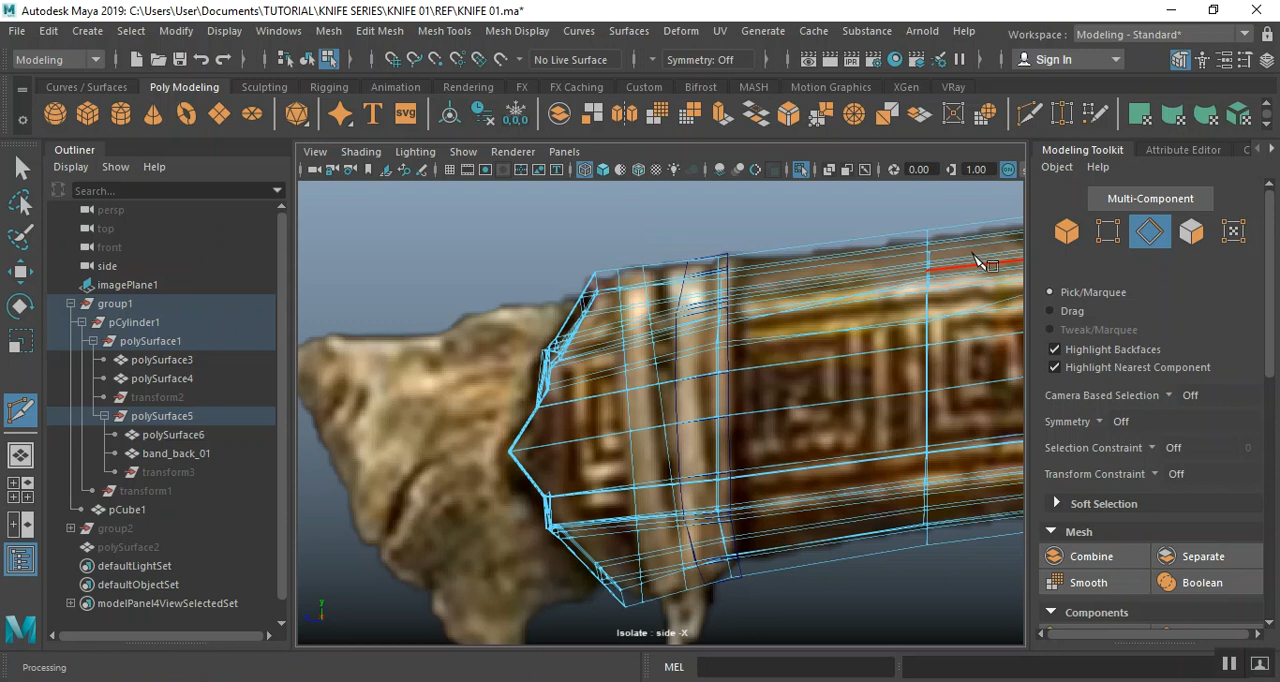 Autodesk Maya 2019: C:\Users\User\Documents\TUTORIAL\KNIFE SERIES\KNIFE 01\REF\KNIFE 01.ma*
File Edit Create Select Modify Display Windows Mesh Edit Mesh Mesh Tools Mesh Display Curves Surfaces Deform UV Generate Cache Substance Arnold Help Workspace : Modeling - Standard*
Modeling No Live Surface Symmetry: Off IPR Sign In
Curves / Surfaces Poly Modeling Sculpting Rigging Animation Rendering FX FX Caching Custom Bifrost MASH Motion Graphics XGen VRay
T SVG 0,0,0
Outliner
Display Show Help
Search...
persp
top
front
side
imagePlane1
group1
pCylinder1
polySurface1
polySurface3
polySurface4
transform2
polySurface5
polySurface6
band_back_01
transform3
transform1
pCube1
group2
polySurface2
defaultLightSet
defaultObjectSet
modelPanel4ViewSelectedSet
View Shading Lighting Show Renderer Panels
0.00 1.00
y
Isolate : side -X
Modeling Toolkit Attribute Editor C
Object Help
Multi-Component
Pick/Marquee
Drag
Tweak/Marquee
Highlight Backfaces
Highlight Nearest Component
Camera Based Selection Off
Symmetry Off
Selection Constraint Off 0
Transform Constraint Off
Soft Selection
Mesh
Combine Separate
Smooth Boolean
Components
Processing MEL